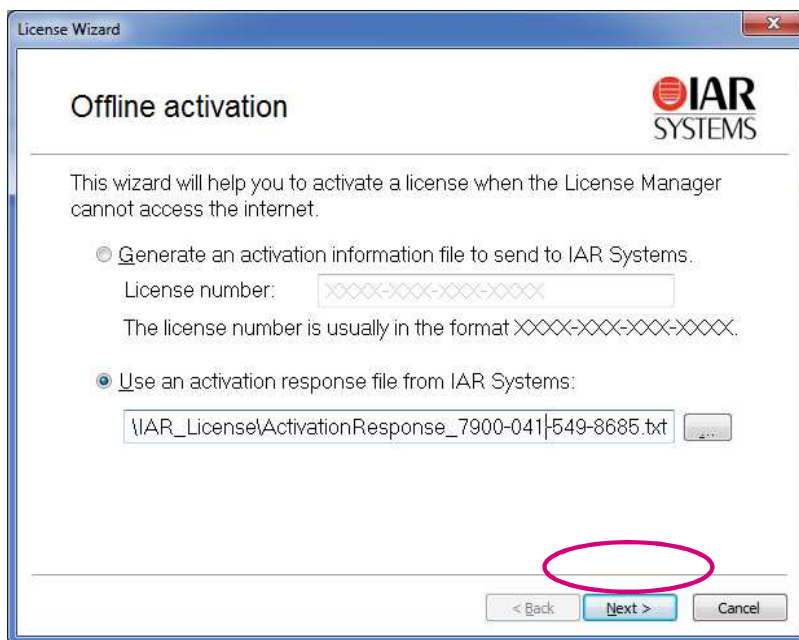 License Wizard
Offline activation
IAR
SYSTEMS
This wizard will help you to activate a license when the License Manager
cannot access the internet.
Generate an activation information file to send to IAR Systems.
License number: XXXX-XXX-XXX-XXXX
The license number is usually in the format XXXX-XXX-XXX-XXXX.
Use an activation response file from IAR Systems:
\IAR_License\ActivationResponse_7900-041-549-8685.txt ...
< Back Next > Cancel